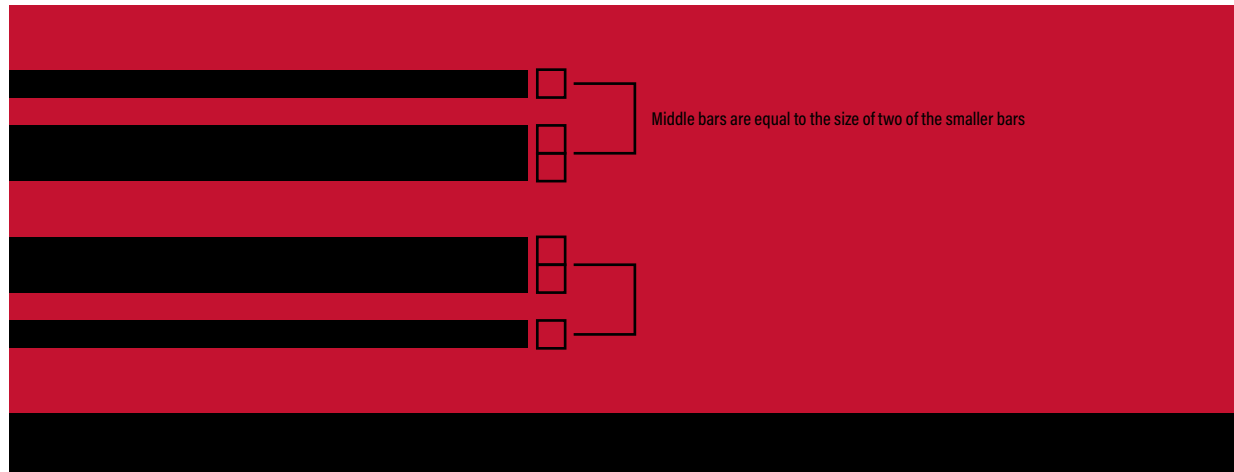 Middle bars are equal to the size of two of the smaller bars